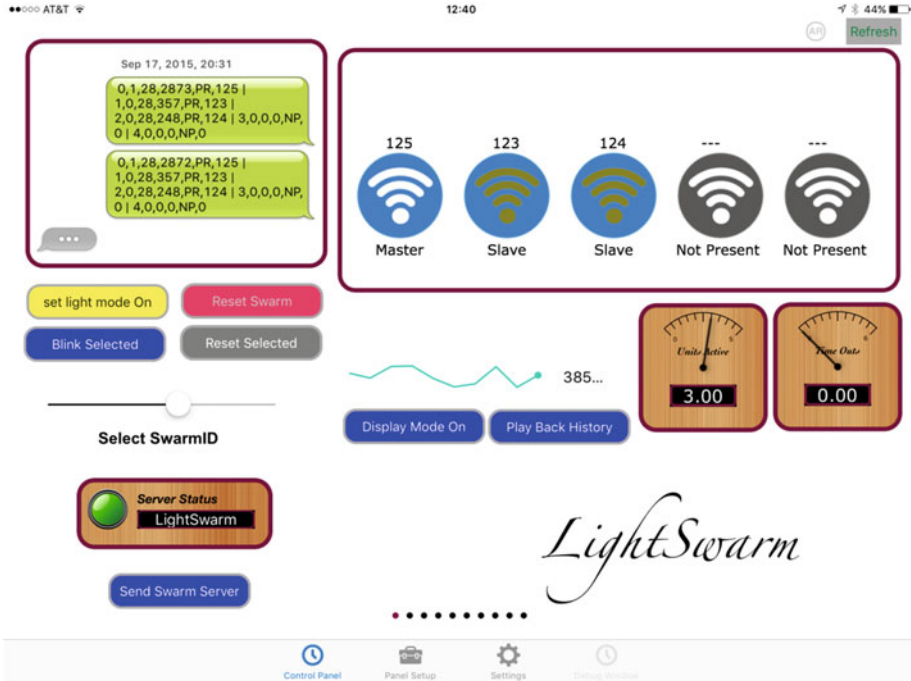 AT&T
12:40
44%
AR
Refresh
Sep 17, 2015, 20:31
0,1,28,2873,PR,125 |
1,0,28,357,PR,123 |
2,0,28,248,PR,124 | 3,0,0,0,NP,
0 | 4,0,0,0,NP,0
0,1,28,2872,PR,125 |
1,0,28,357,PR,123 |
2,0,28,248,PR,124 | 3,0,0,0,NP,
0 | 4,0,0,0,NP,0
...
125 123 124 --- ---
Master Slave Slave Not Present Not Present
set light mode On
Reset Swarm
Blink Selected
Reset Selected
Select SwarmID
385...
Display Mode On
Play Back History
0 5
Units Active
3.00
Time Outs
0.00
Server Status
LightSwarm
Send Swarm Server
LightSwarm
Control Panel
Panel Setup
Settings
Debug Window